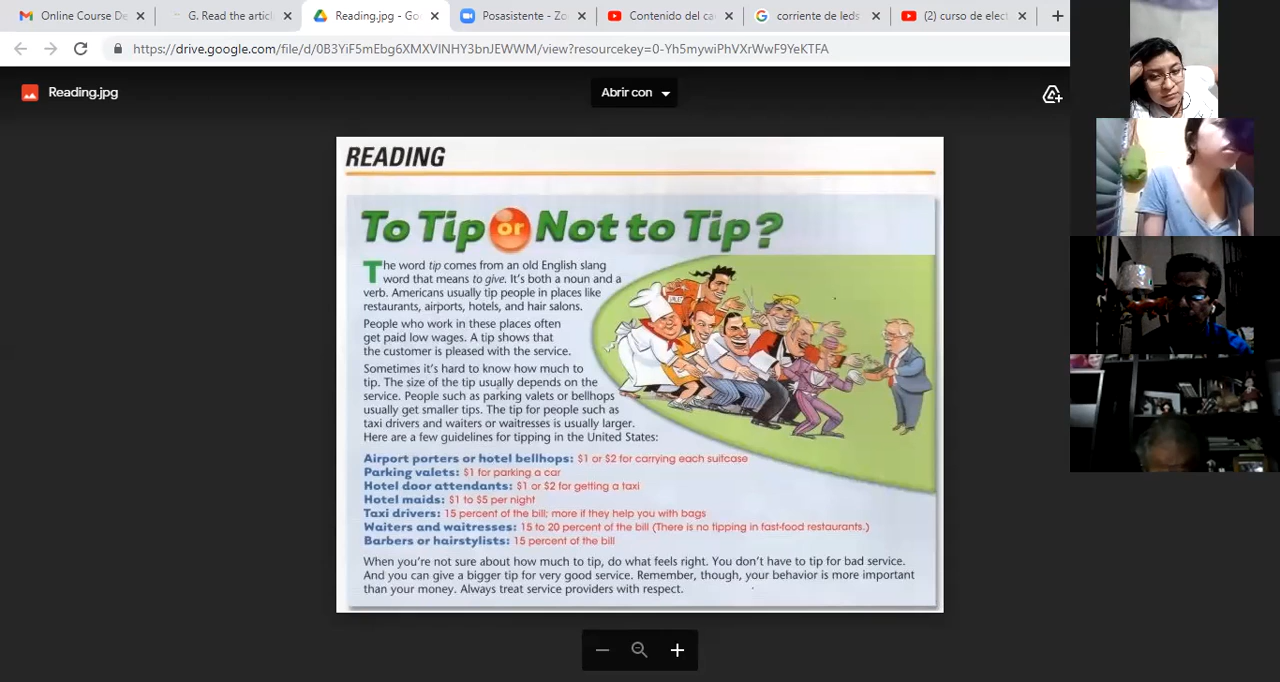 Online Course De
G. Read the articl
Reading.jpg - Go
Posasistente - Zo
Contenido del ca
corriente de leds
(2) curso de elect
https://drive.google.com/file/d/0B3YiF5mEbg6XMXVINHY3bnJEWWM/view?resourcekey=0-Yh5mywiPhVXrWwF9YeKTFA
Reading.jpg
Abrir con
READING
To Tip or Not to Tip?
The word tip comes from an old English slang
word that means to give. It's both a noun and a
verb. Americans usually tip people in places like
restaurants, airports, hotels, and hair salons.
People who work in these places often
get paid low wages. A tip shows that
the customer is pleased with the service.
Sometimes it's hard to know how much to
tip. The size of the tip usually depends on the
service. People such as parking valets or bellhops
usually get smaller tips. The tip for people such as
taxi drivers and waiters or waitresses is usually larger.
Here are a few guidelines for tipping in the United States:
Airport porters or hotel bellhops: $1 or $2 for carrying each suitcase
Parking valets: $1 for parking a car
Hotel door attendants: $1 or $2 for getting a taxi
Hotel maids: $1 to $5 per night
Taxi drivers: 15 percent of the bill; more if they help you with bags
Waiters and waitresses: 15 to 20 percent of the bill (There is no tipping in fast-food restaurants.)
Barbers or hairstylists: 15 percent of the bill
When you're not sure about how much to tip, do what feels right. You don't have to tip for bad service.
And you can give a bigger tip for very good service. Remember, though, your behavior is more important
than your money. Always treat service providers with respect.